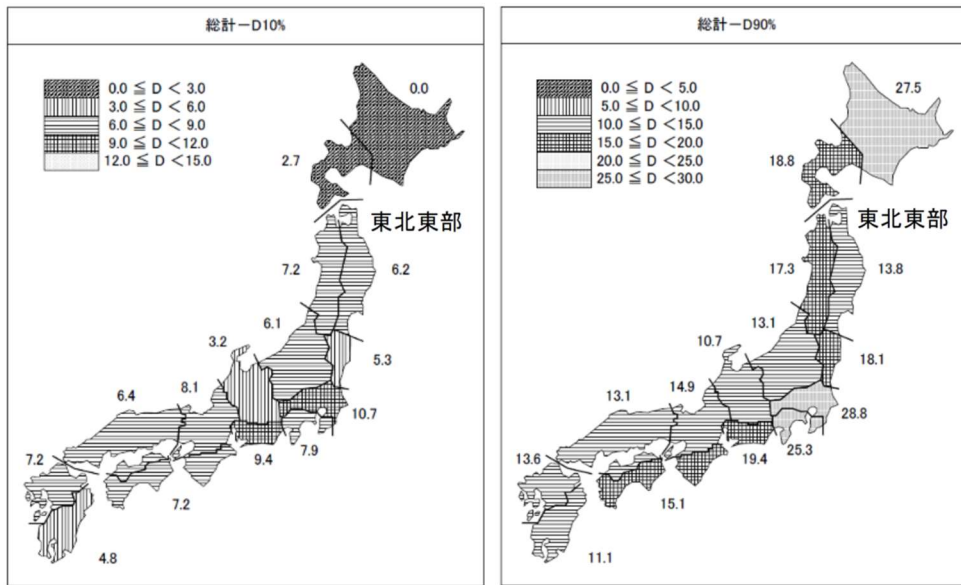 総計－D10%
0.0 ≦ D < 3.0
3.0 ≦ D < 6.0
6.0 ≦ D < 9.0
9.0 ≦ D <12.0
12.0 ≦ D <15.0
0.0
2.7
東北東部
7.2
6.2
6.1
3.2
5.3
8.1
6.4
10.7
7.9
9.4
7.2
7.2
4.8
総計－D90%
0.0 ≦ D < 5.0
5.0 ≦ D <10.0
10.0 ≦ D <15.0
15.0 ≦ D <20.0
20.0 ≦ D <25.0
25.0 ≦ D <30.0
27.5
18.8
東北東部
17.3
13.8
13.1
10.7
18.1
14.9
13.1
28.8
25.3
19.4
13.6
15.1
11.1